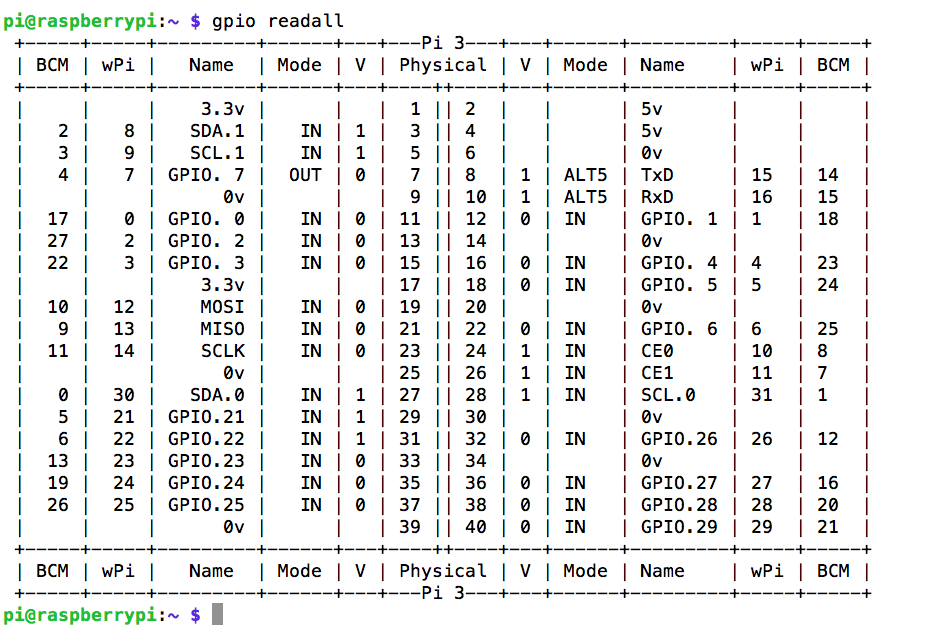 pi@raspberrypi:~ $ gpio readall
 +-----+-----+---------+------+---+---Pi 3---+---+------+---------+-----+-----+
 | BCM | wPi |   Name  | Mode | V | Physical | V | Mode | Name    | wPi | BCM |
 +-----+-----+---------+------+---+----++----+---+------+---------+-----+-----+
 |     |     |    3.3v |      |   |  1 || 2  |   |      | 5v      |     |     |
 |   2 |   8 |   SDA.1 |   IN | 1 |  3 || 4  |   |      | 5v      |     |     |
 |   3 |   9 |   SCL.1 |   IN | 1 |  5 || 6  |   |      | 0v      |     |     |
 |   4 |   7 | GPIO. 7 |  OUT | 0 |  7 || 8  | 1 | ALT5 | TxD     | 15  | 14  |
 |     |     |      0v |      |   |  9 || 10 | 1 | ALT5 | RxD     | 16  | 15  |
 |  17 |   0 | GPIO. 0 |   IN | 0 | 11 || 12 | 0 | IN   | GPIO. 1 | 1   | 18  |
 |  27 |   2 | GPIO. 2 |   IN | 0 | 13 || 14 |   |      | 0v      |     |     |
 |  22 |   3 | GPIO. 3 |   IN | 0 | 15 || 16 | 0 | IN   | GPIO. 4 | 4   | 23  |
 |     |     |    3.3v |      |   | 17 || 18 | 0 | IN   | GPIO. 5 | 5   | 24  |
 |  10 |  12 |    MOSI |   IN | 0 | 19 || 20 |   |      | 0v      |     |     |
 |   9 |  13 |    MISO |   IN | 0 | 21 || 22 | 0 | IN   | GPIO. 6 | 6   | 25  |
 |  11 |  14 |    SCLK |   IN | 0 | 23 || 24 | 1 | IN   | CE0     | 10  | 8   |
 |     |     |      0v |      |   | 25 || 26 | 1 | IN   | CE1     | 11  | 7   |
 |   0 |  30 |   SDA.0 |   IN | 1 | 27 || 28 | 1 | IN   | SCL.0   | 31  | 1   |
 |   5 |  21 | GPIO.21 |   IN | 1 | 29 || 30 |   |      | 0v      |     |     |
 |   6 |  22 | GPIO.22 |   IN | 1 | 31 || 32 | 0 | IN   | GPIO.26 | 26  | 12  |
 |  13 |  23 | GPIO.23 |   IN | 0 | 33 || 34 |   |      | 0v      |     |     |
 |  19 |  24 | GPIO.24 |   IN | 0 | 35 || 36 | 0 | IN   | GPIO.27 | 27  | 16  |
 |  26 |  25 | GPIO.25 |   IN | 0 | 37 || 38 | 0 | IN   | GPIO.28 | 28  | 20  |
 |     |     |      0v |      |   | 39 || 40 | 0 | IN   | GPIO.29 | 29  | 21  |
 +-----+-----+---------+------+---+----++----+---+------+---------+-----+-----+
 | BCM | wPi |   Name  | Mode | V | Physical | V | Mode | Name    | wPi | BCM |
 +-----+-----+---------+------+---+---Pi 3---+---+------+---------+-----+-----+
pi@raspberrypi:~ $